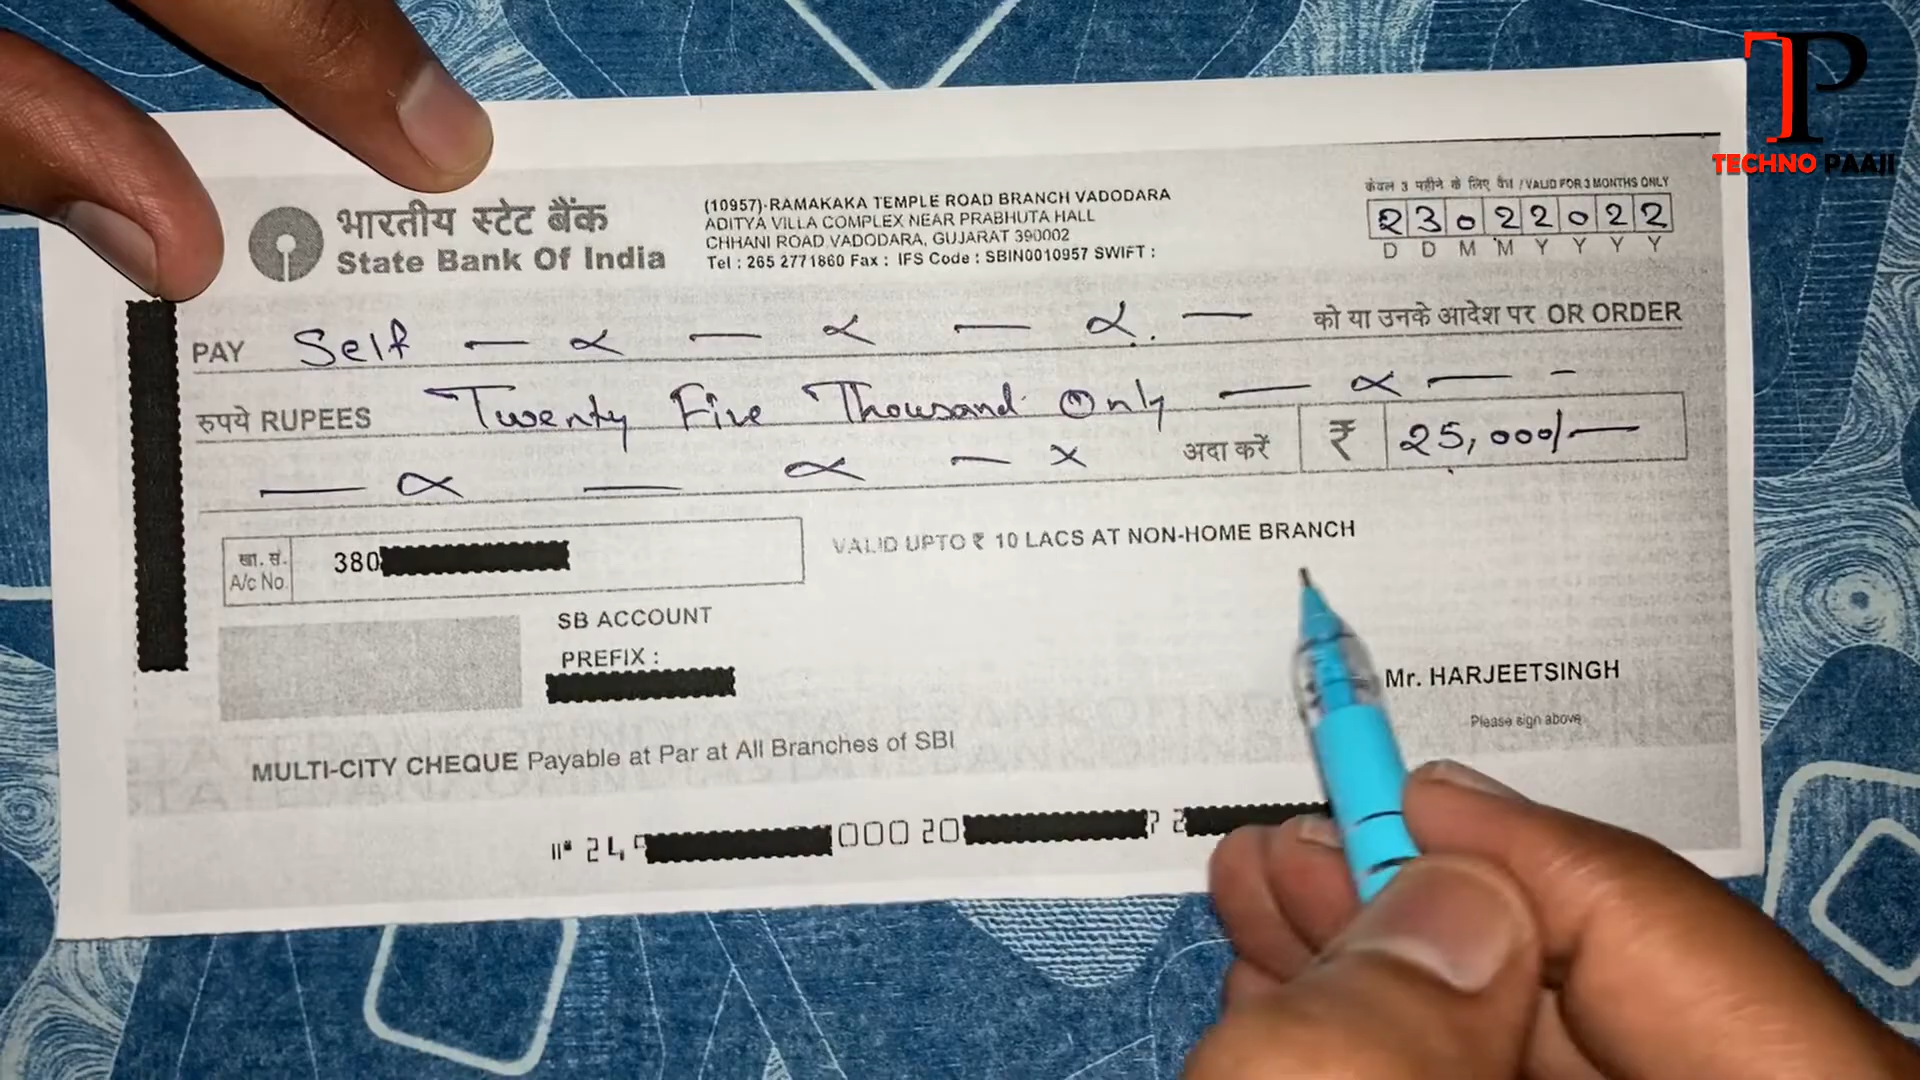 TP
TECHNO PAAJI
केवल 3 महीने के लिए वैध / VALID FOR 3 MONTHS ONLY
23022022
D D M M Y Y Y Y
भारतीय स्टेट बैंक
State Bank Of India
(10957)-RAMAKAKA TEMPLE ROAD BRANCH VADODARA
ADITYA VILLA COMPLEX NEAR PRABHUTA HALL
CHHANI ROAD VADODARA, GUJARAT 390002
Tel : 265 2771860 Fax : IFS Code : SBIN0010957 SWIFT :
PAY Self को या उनके आदेश पर OR ORDER
रुपये RUPEES Twenty Five Thousand Only
अदा करें ₹ 25,000/-
खा. सं. 380
A/c No.
VALID UPTO ₹ 10 LACS AT NON-HOME BRANCH
SB ACCOUNT
PREFIX :
Mr. HARJEETSINGH
Please sign above
MULTI-CITY CHEQUE Payable at Par at All Branches of SBI
000 20